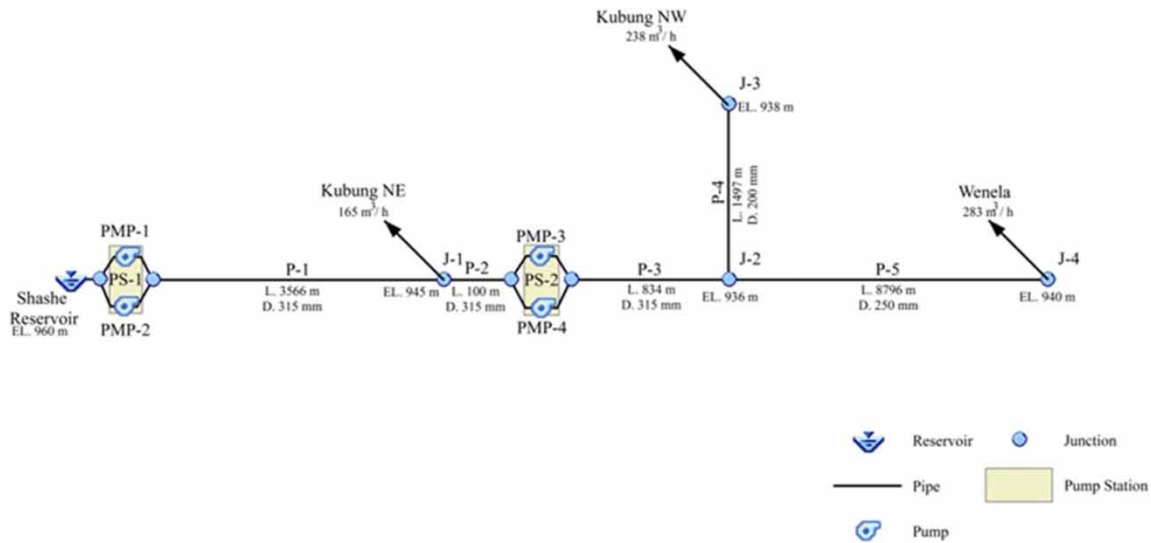 Kubung NW
238 m³/h
J-3
EL. 938 m
P-4
L. 1497 m
D. 200 mm
Kubung NE
165 m³/h
Wenela
283 m³/h
PMP-1
PS-1
PMP-2
Shashe
Reservoir
EL. 960 m
P-1
L. 3566 m
D. 315 mm
J-1
EL. 945 m
P-2
L. 100 m
D. 315 mm
PMP-3
PS-2
PMP-4
P-3
L. 834 m
D. 315 mm
J-2
EL. 936 m
P-5
L. 8796 m
D. 250 mm
J-4
EL. 940 m
Reservoir
Junction
Pipe
Pump Station
Pump